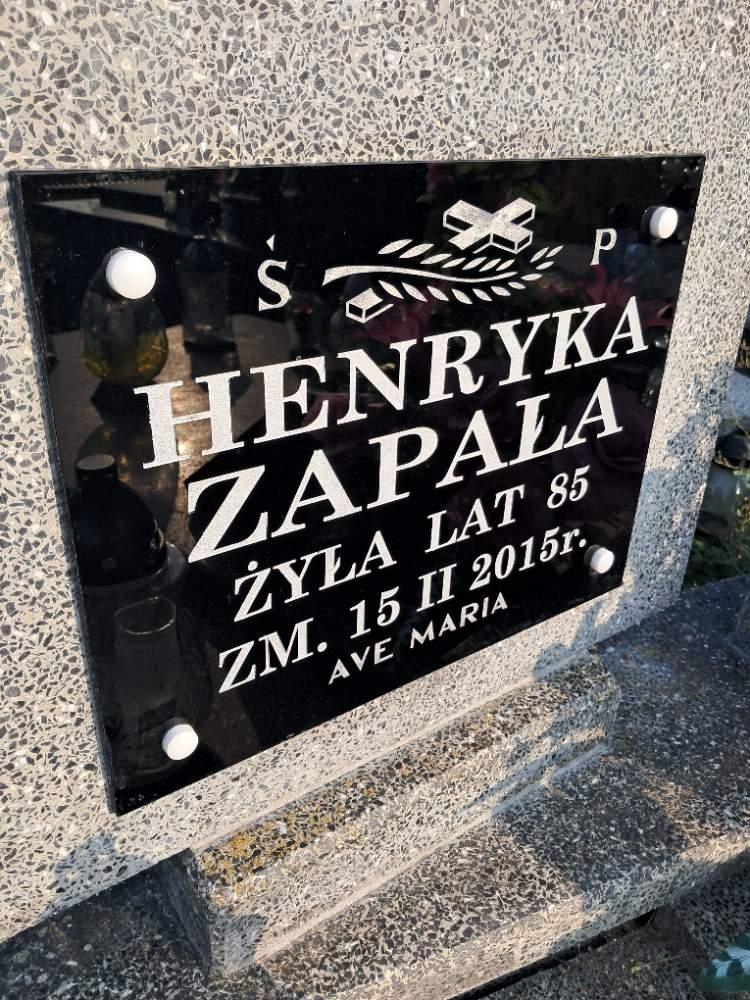 Ś P
HENRYKA
ZAPAŁA
ŻYŁA LAT 85
ZM. 15 II 2015r.
AVE MARIA